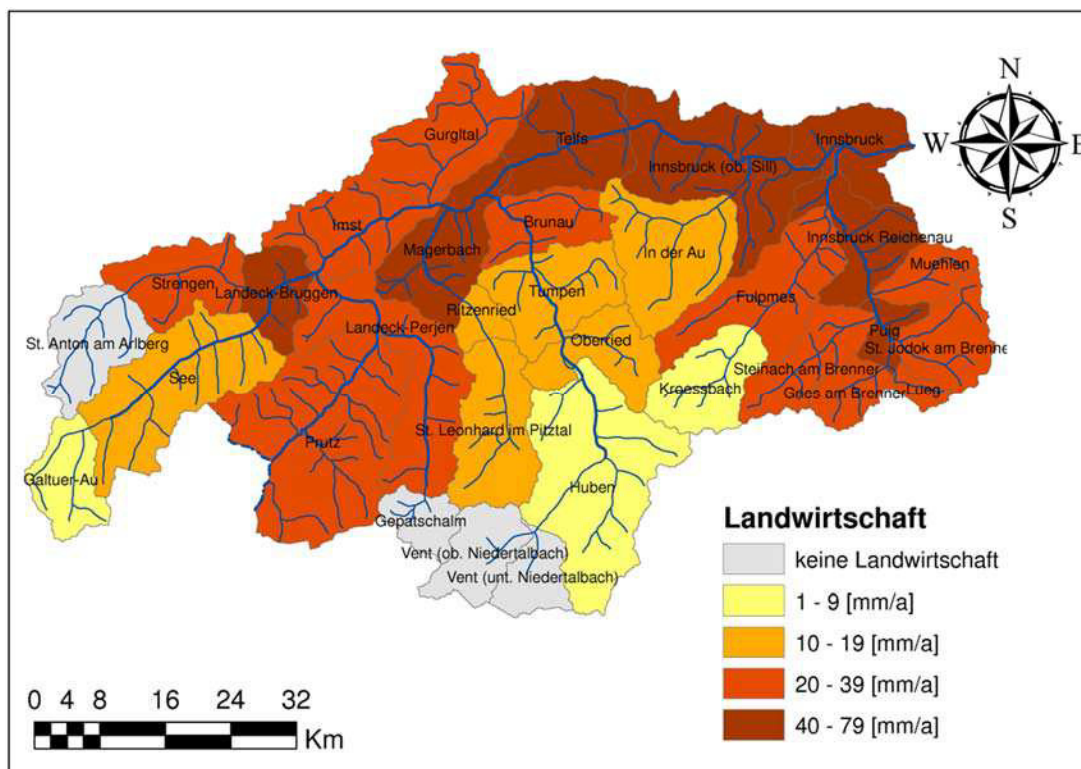 N
W
E
S
Gurgltal
Telfs
Innsbruck
Innsbruck (ob. Sill)
Imst
Brunau
Magerbach
In der Au
Innsbruck Reichenau
Muehlen
Strengen
Landeck-Bruggen
Tumpen
Fulpmes
Ritzenried
Landeck-Perjen
Puig
St. Anton am Arlberg
Oberried
St. Jodok am Brenne
See
Steinach am Brenner
Kroessbach
Gries am Brenner
Lueg
St. Leonhard im Pitztal
Prutz
Galtuer-Au
Huben
Gepatschalm
Vent (ob. Niedertalbach)
Vent (unt. Niedertalbach)
Landwirtschaft
keine Landwirtschaft
1 - 9 [mm/a]
10 - 19 [mm/a]
20 - 39 [mm/a]
40 - 79 [mm/a]
0 4 8 16 24 32
Km